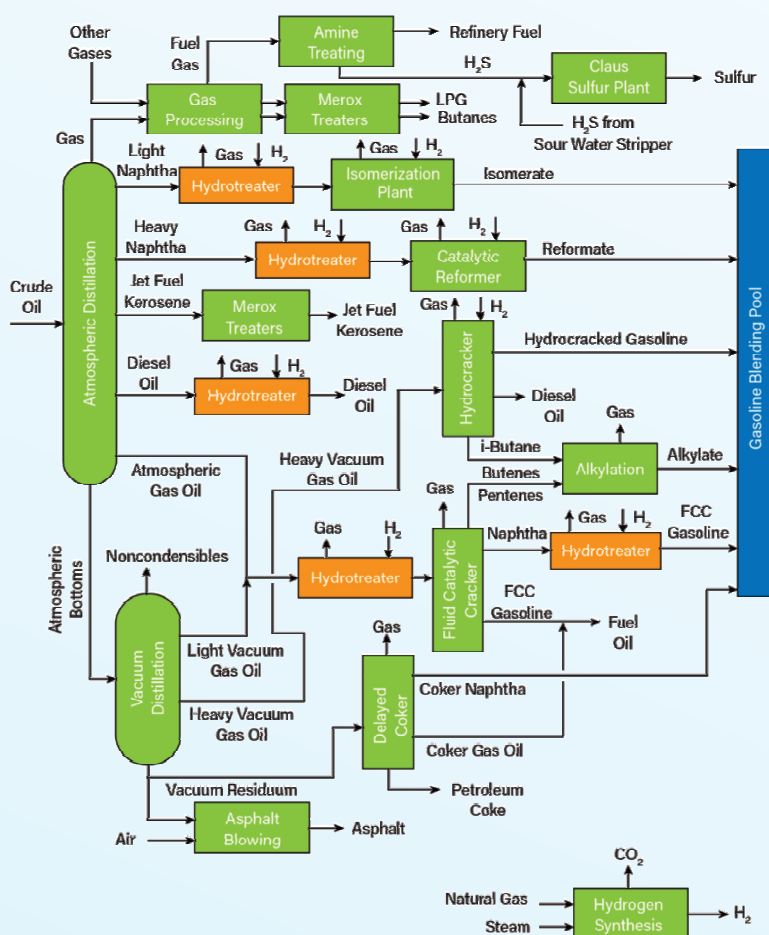 Other
Gases
Fuel
Gas
Amine
Treating
Refinery Fuel
H₂S
Claus
Sulfur Plant
Sulfur
Gas
Processing
Merox
Treaters
LPG
Butanes
H₂S from
Sour Water Stripper
Gas
Light
Naphtha
Gas
H₂
Hydrotreater
Gas
H₂
Isomerization
Plant
Isomerate
Heavy
Naphtha
Gas
H₂
Hydrotreater
Gas
H₂
Catalytic
Reformer
Reformate
Crude
Oil
Atmospheric Distillation
Jet Fuel
Kerosene
Merox
Treaters
Jet Fuel
Kerosene
Gas
H₂
Hydrocracker
Hydrocracked Gasoline
Gasoline Blending Pool
Diesel
Oil
Gas
H₂
Hydrotreater
Diesel
Oil
Diesel
Oil
i-Butane
Gas
Alkylation
Alkylate
Butenes
Pentenes
Atmospheric
Gas Oil
Heavy Vacuum
Gas Oil
Gas
Naphtha
Gas
H₂
Hydrotreater
FCC
Gasoline
Atmospheric
Bottoms
Noncondensibles
Gas
H₂
Hydrotreater
Fluid Catalytic
Cracker
FCC
Gasoline
Fuel
Oil
Vacuum
Distillation
Light Vacuum
Gas Oil
Heavy Vacuum
Gas Oil
Gas
Delayed
Coker
Coker Naphtha
Coker Gas Oil
Vacuum Residuum
Petroleum
Coke
Air
Asphalt
Blowing
Asphalt
CO₂
Natural Gas
Steam
Hydrogen
Synthesis
H₂